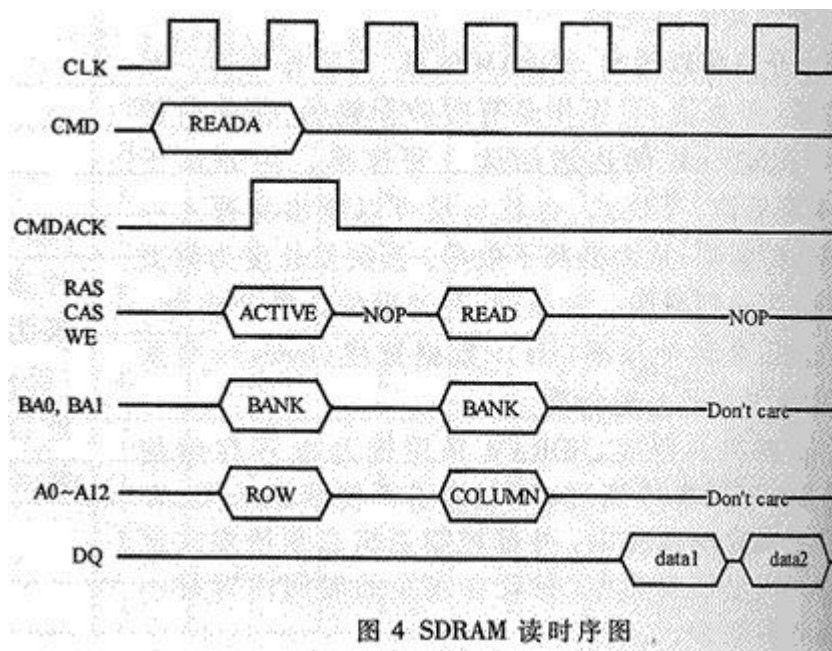 CLK
CMD READA
CMDACK
RAS
CAS ACTIVE NOP READ NOP
WE
BA0, BA1 BANK BANK Don't care
A0~A12 ROW COLUMN Don't care
DQ data1 data2
图 4 SDRAM 读时序图